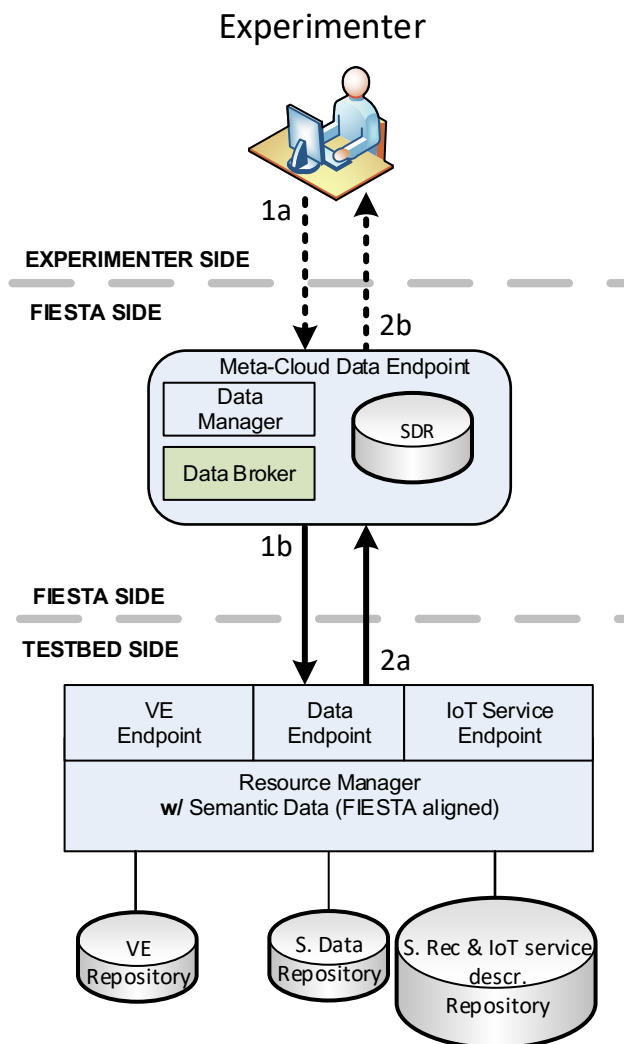 Experimenter
1a
EXPERIMENTER SIDE
FIESTA SIDE
2b
Meta-Cloud Data Endpoint
Data
Manager
SDR
Data Broker
1b
FIESTA SIDE
TESTBED SIDE
2a
VE
Endpoint
Data
Endpoint
IoT Service
Endpoint
Resource Manager
w/ Semantic Data (FIESTA aligned)
VE
Repository
S. Data
Repository
S. Rec & IoT service
descr.
Repository